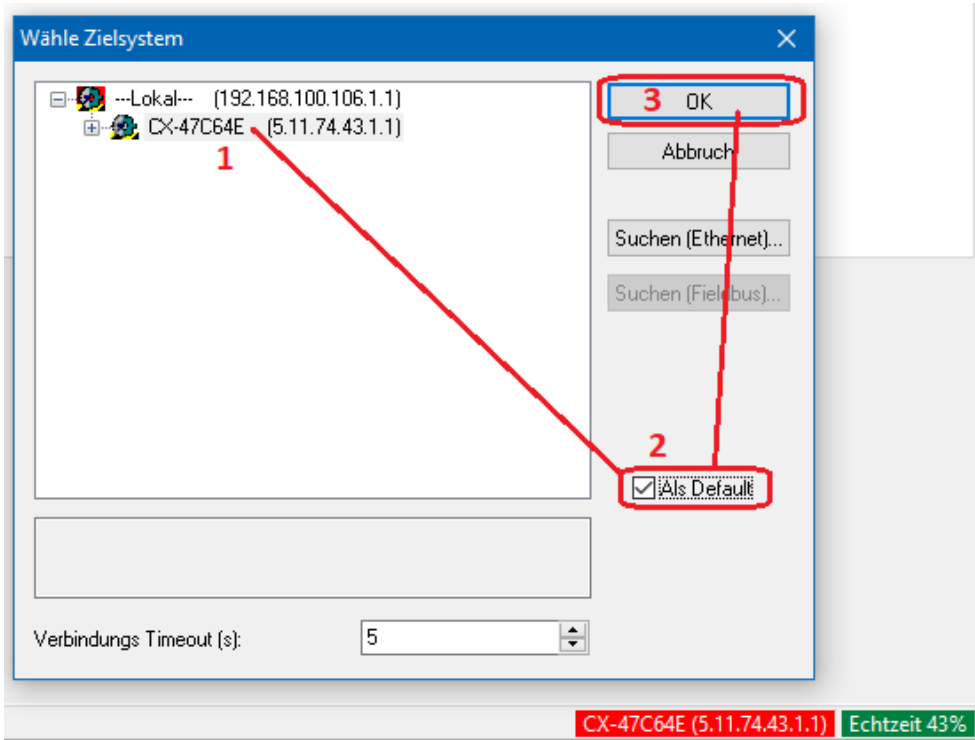 Wähle Zielsystem
---Lokal--- (192.168.100.106.1.1)
CX-47C64E (5.11.74.43.1.1)
1
3 OK
Abbruch
Suchen (Ethernet)...
Suchen (Fieldbus)...
2
Als Default
Verbindungs Timeout (s):
5
CX-47C64E (5.11.74.43.1.1)
Echtzeit 43%